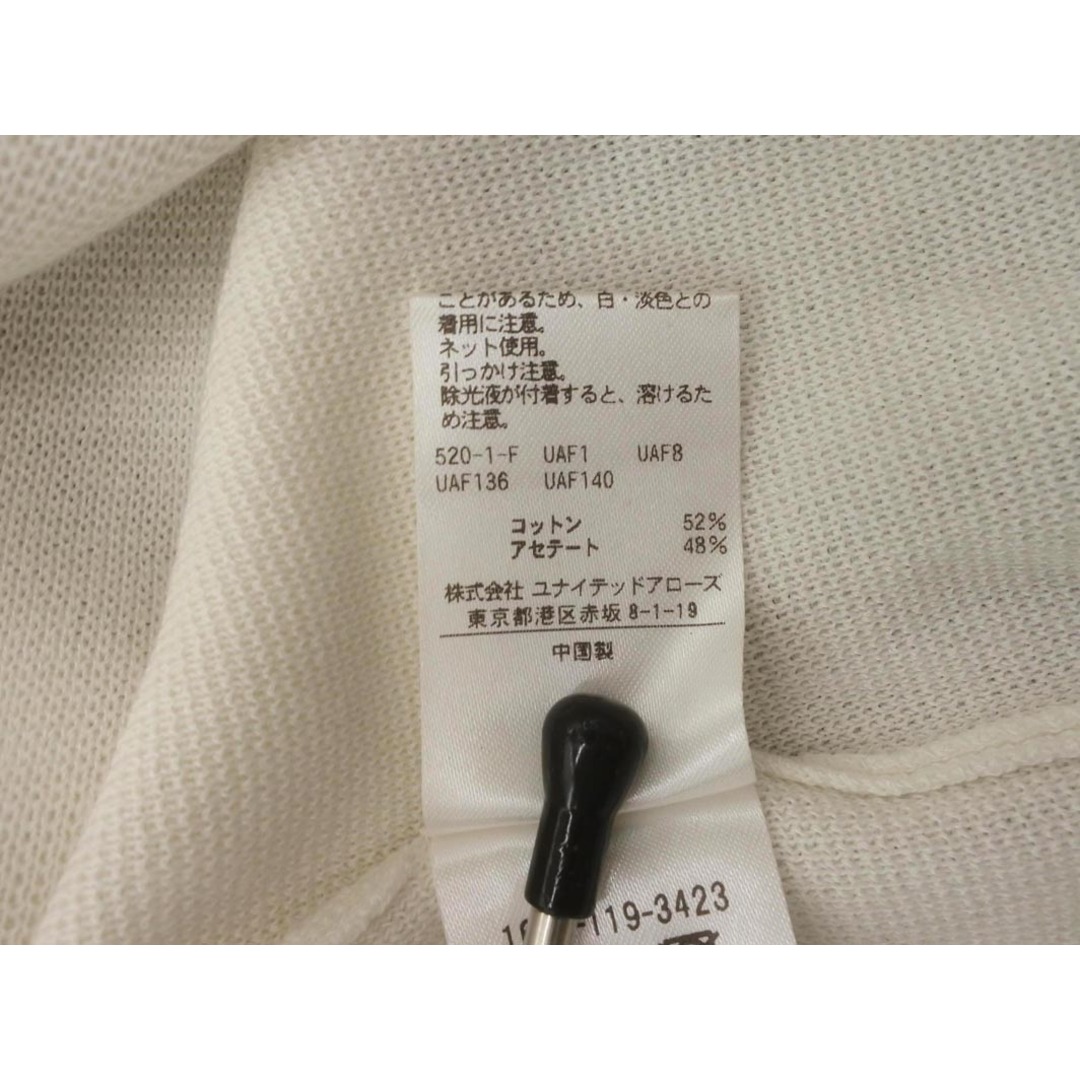 ことがあるため、白・淡色との
着用に注意。
ネット使用。
引っかけ注意。
除光液が付着すると、溶けるた
め注意。
520-1-F UAF1 UAF8
UAF136 UAF140
コットン 52%
アセテート 48%
株式会社 ユナイテッドアローズ
東京都港区赤坂 8-1-19
中国製
-119-3423